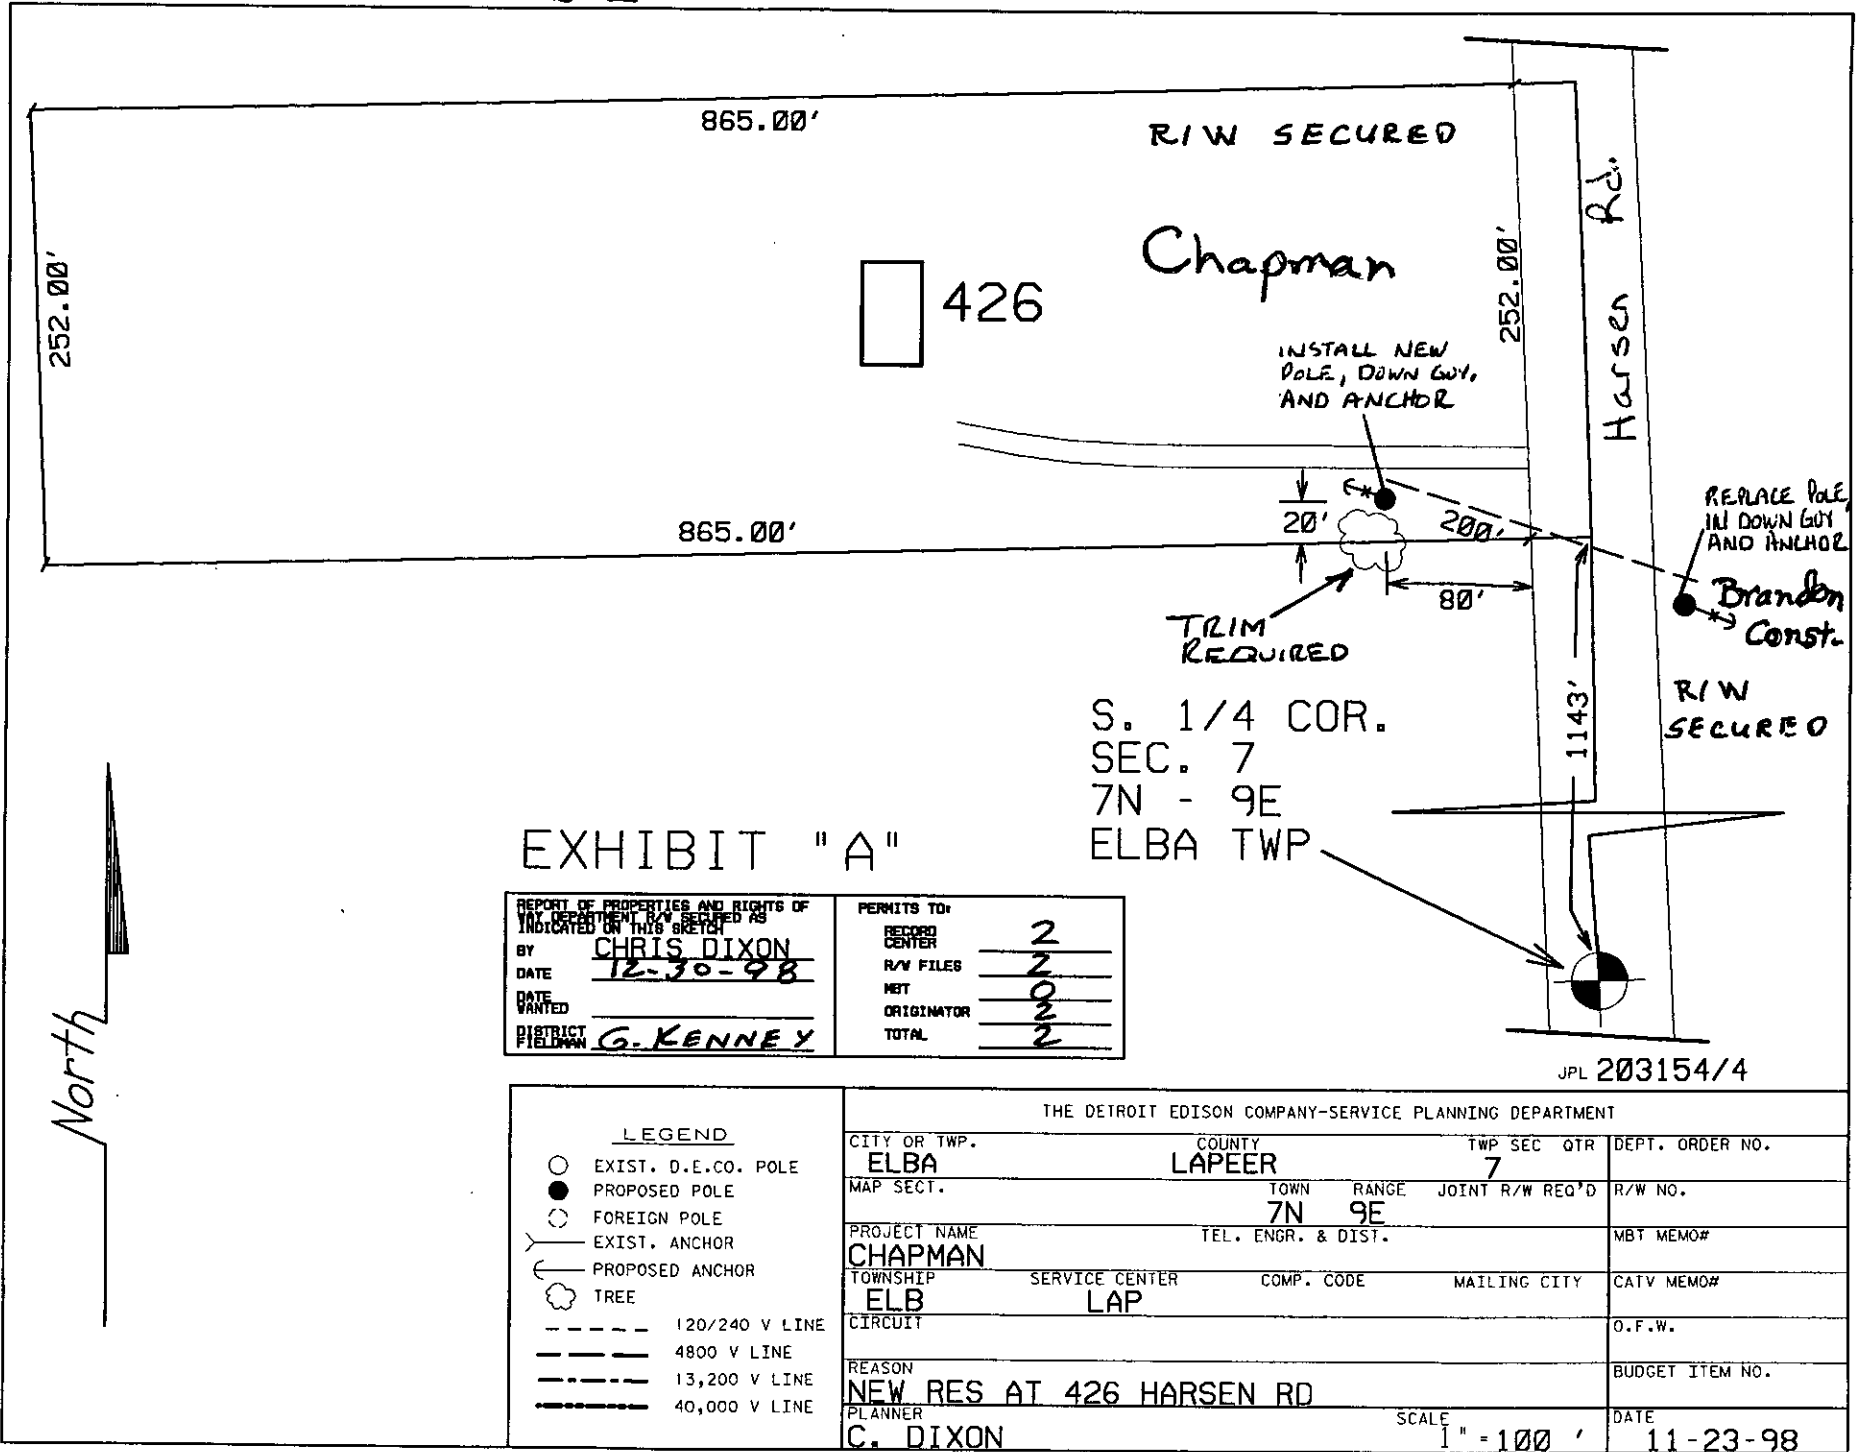 865.00'
R/W SECURED
Harsen Rd.
252.00'
Chapman
252.00'
426
INSTALL NEW
POLE, DOWN GUY,
AND ANCHOR
REPLACE POLE,
IN DOWN GUY
AND ANCHOR
20'
200'
865.00'
80'
Brandon
Const.
TRIM
REQUIRED
R/W
SECURED
1143'
S. 1/4 COR.
SEC. 7
7N - 9E
ELBA TWP
EXHIBIT "A"
REPORT OF PROPERTIES AND RIGHTS OF
WAY DEPARTMENT R/W SECURED AS
INDICATED ON THIS SKETCH
BY CHRIS DIXON
DATE 12-30-98
DATE
WANTED
DISTRICT
FIELDMAN G. KENNEY
PERMITS TO:
RECORD
CENTER 2
R/W FILES 2
MBT 0
ORIGINATOR 2
TOTAL 2
North
JPL 203154/4
LEGEND
EXIST. D.E.CO. POLE
PROPOSED POLE
FOREIGN POLE
EXIST. ANCHOR
PROPOSED ANCHOR
TREE
120/240 V LINE
4800 V LINE
13,200 V LINE
40,000 V LINE
THE DETROIT EDISON COMPANY-SERVICE PLANNING DEPARTMENT
CITY OR TWP. COUNTY TWP SEC QTR DEPT. ORDER NO.
ELBA LAPEER 7
MAP SECT. TOWN RANGE JOINT R/W REQ'D R/W NO.
7N 9E
PROJECT NAME TEL. ENGR. & DIST. MBT MEMO#
CHAPMAN
TOWNSHIP SERVICE CENTER COMP. CODE MAILING CITY CATV MEMO#
ELB LAP
CIRCUIT O.F.W.
REASON BUDGET ITEM NO.
NEW RES AT 426 HARSEN RD
PLANNER SCALE DATE
C. DIXON 1" = 100 ' 11-23-98